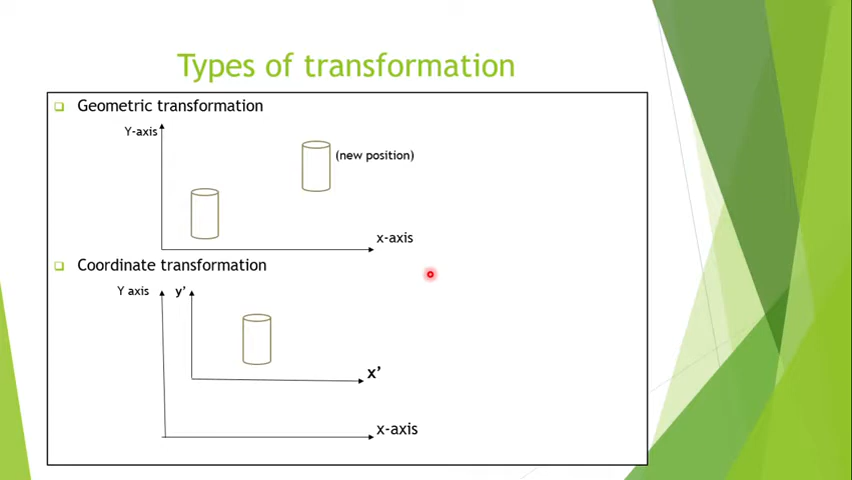 Types of transformation
Geometric transformation
Y-axis
(new position)
x-axis
Coordinate transformation
Y axis
y’
x’
x-axis